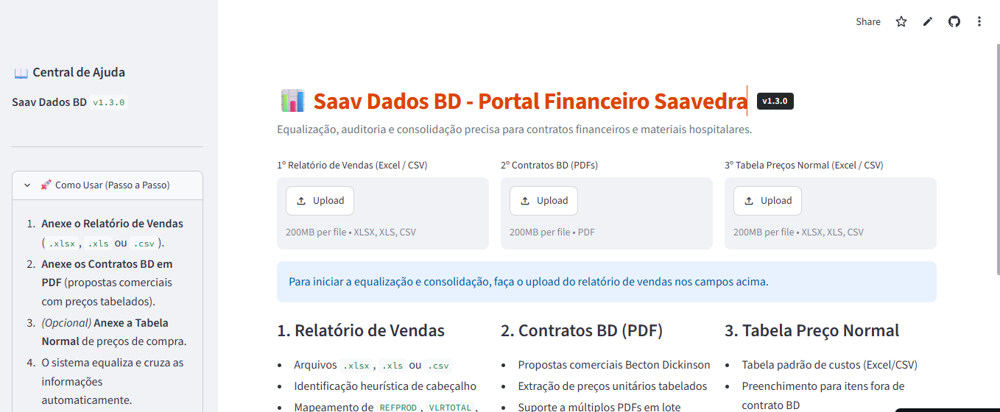 Share
Central de Ajuda
Saav Dados BD v1.3.0
Como Usar (Passo a Passo)
1. Anexe o Relatório de Vendas
( .xlsx , .xls ou .csv ).
2. Anexe os Contratos BD em
PDF (propostas comerciais
com preços tabelados).
3. (Opcional) Anexe a Tabela
Normal de preços de compra.
4. O sistema equaliza e cruza as
informações
automaticamente.
Saav Dados BD - Portal Financeiro Saavedra v1.3.0
Equalização, auditoria e consolidação precisa para contratos financeiros e materiais hospitalares.
1º Relatório de Vendas (Excel / CSV)
Upload
200MB per file • XLSX, XLS, CSV
2º Contratos BD (PDFs)
Upload
200MB per file • PDF
3º Tabela Preços Normal (Excel / CSV)
Upload
200MB per file • XLSX, XLS, CSV
Para iniciar a equalização e consolidação, faça o upload do relatório de vendas nos campos acima.
1. Relatório de Vendas
• Arquivos .xlsx , .xls ou .csv
• Identificação heurística de cabeçalho
• Mapeamento de REFPROD , VLRTOTAL ,
2. Contratos BD (PDF)
• Propostas comerciais Becton Dickinson
• Extração de preços unitários tabelados
• Suporte a múltiplos PDFs em lote
3. Tabela Preço Normal
• Tabela padrão de custos (Excel/CSV)
• Preenchimento para itens fora de
contrato BD